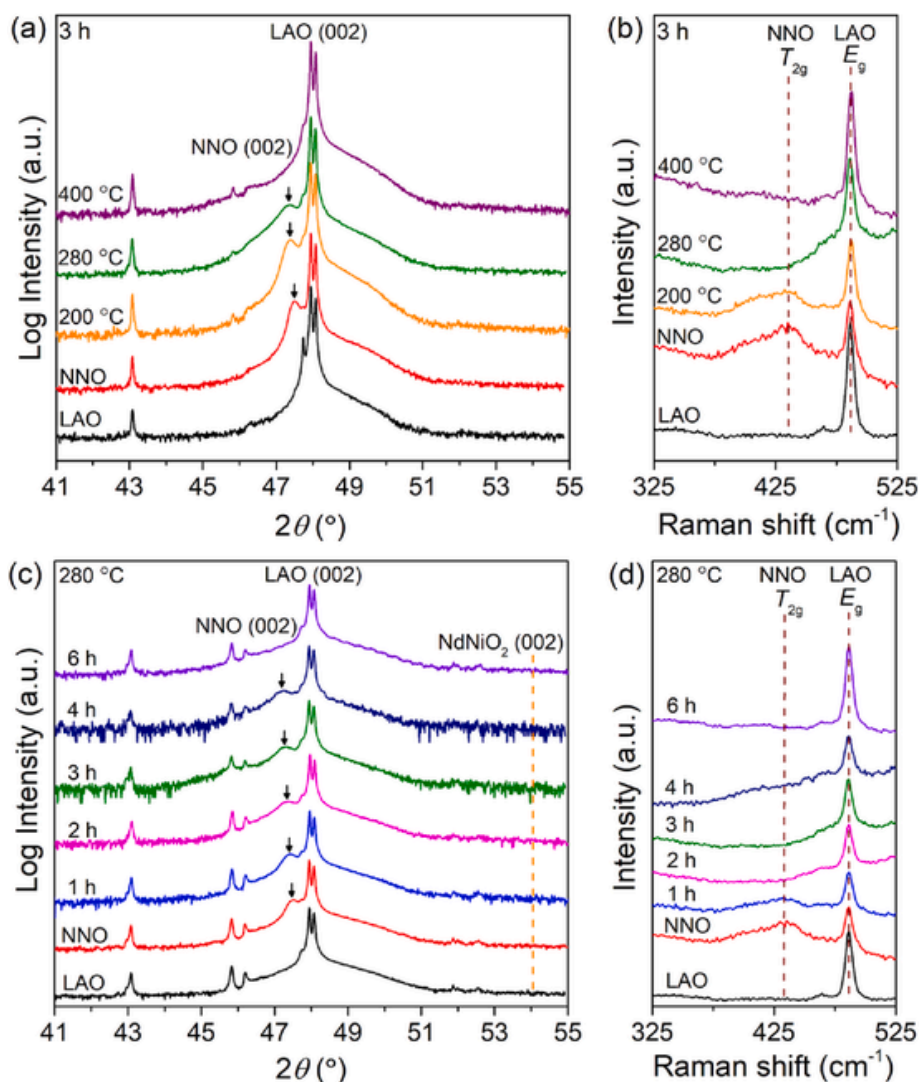 (a) 3 h LAO (002)
NNO (002)
400 °C
280 °C
200 °C
NNO
LAO
Log Intensity (a.u.)
41 43 45 47 49 51 53 55
2θ (°)
(b) 3 h NNO LAO
T2g Eg
400 °C
280 °C
200 °C
NNO
LAO
Intensity (a.u.)
325 425 525
Raman shift (cm-1)
(c) 280 °C LAO (002)
NNO (002)
NdNiO2 (002)
6 h
4 h
3 h
2 h
1 h
NNO
LAO
Log Intensity (a.u.)
41 43 45 47 49 51 53 55
2θ (°)
(d) 280 °C NNO LAO
T2g Eg
6 h
4 h
3 h
2 h
1 h
NNO
LAO
Intensity (a.u.)
325 425 525
Raman shift (cm-1)